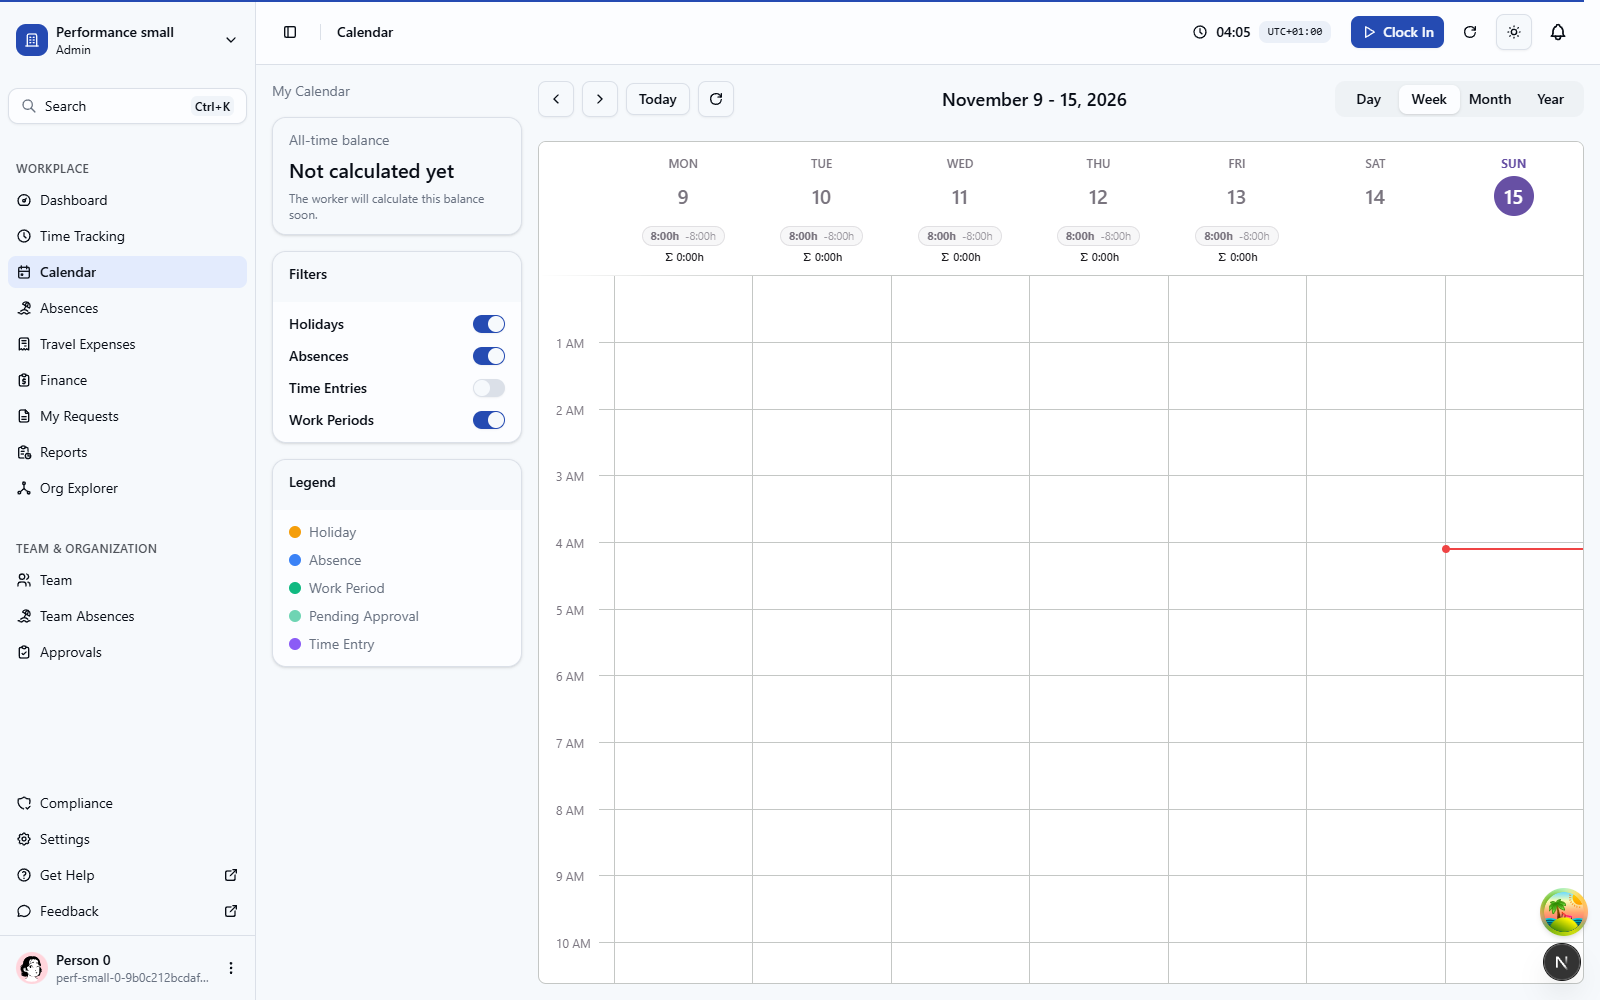 Performance small
Admin
Search
Ctrl+K
WORKPLACE
Dashboard
Time Tracking
Calendar
Absences
Travel Expenses
Finance
My Requests
Reports
Org Explorer
TEAM & ORGANIZATION
Team
Team Absences
Approvals
Compliance
Settings
Get Help
Feedback
Person 0
perf-small-0-9b0c212bcdaf...
Calendar
04:05
UTC+01:00
Clock In
My Calendar
All-time balance
Not calculated yet
The worker will calculate this balance
soon.
Filters
Holidays
Absences
Time Entries
Work Periods
Legend
Holiday
Absence
Work Period
Pending Approval
Time Entry
Today
November 9 - 15, 2026
Day
Week
Month
Year
MON
9
8:00h -8:00h
Σ 0:00h
TUE
10
8:00h -8:00h
Σ 0:00h
WED
11
8:00h -8:00h
Σ 0:00h
THU
12
8:00h -8:00h
Σ 0:00h
FRI
13
8:00h -8:00h
Σ 0:00h
SAT
14
SUN
15
1 AM
2 AM
3 AM
4 AM
5 AM
6 AM
7 AM
8 AM
9 AM
10 AM
N